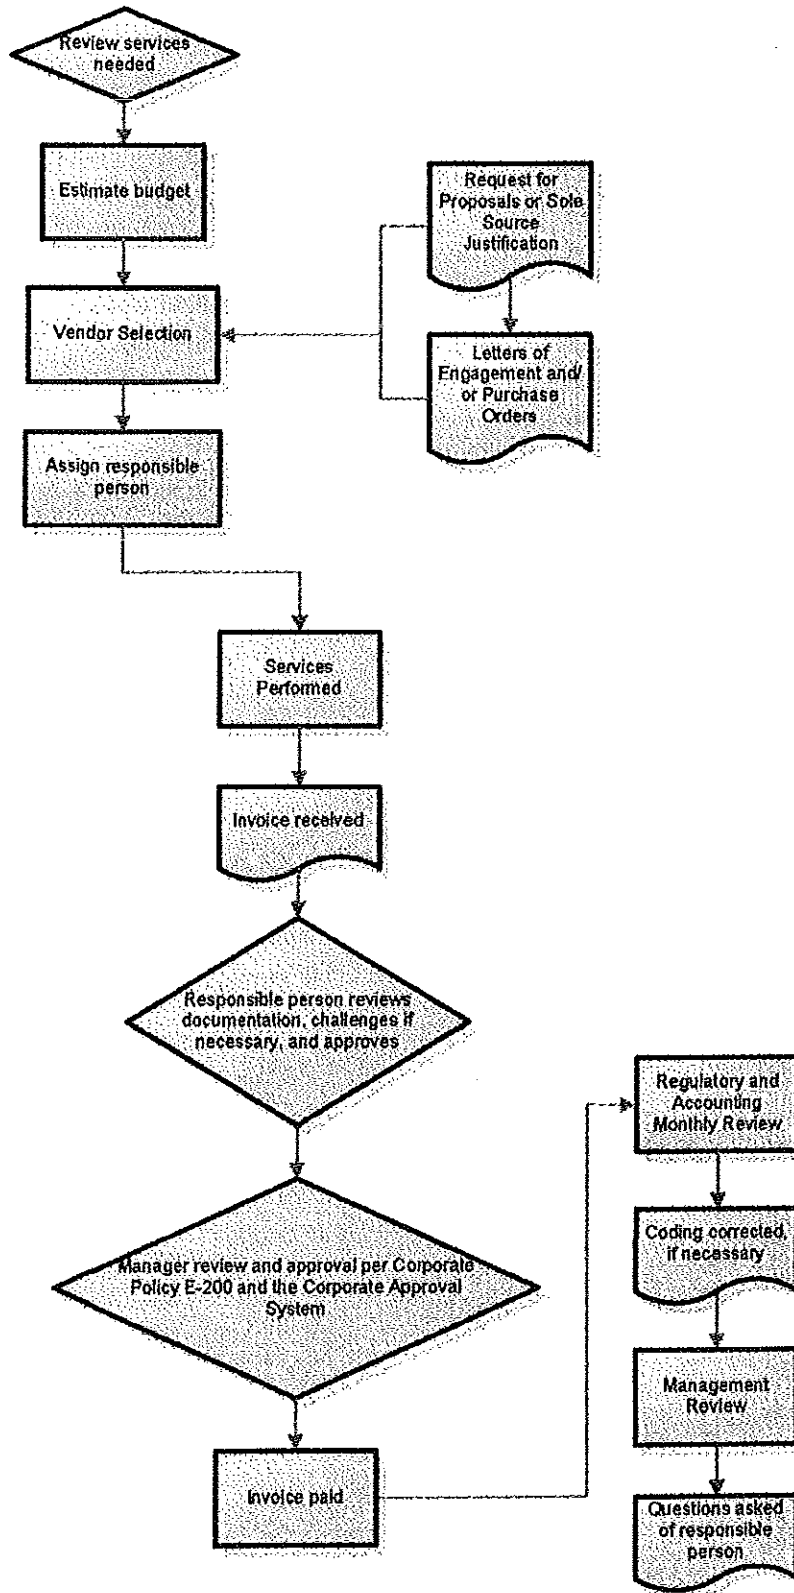 Review services
needed
Estimate budget
Request for
Proposals or Sole
Source
Justification
Vendor Selection
Letters of
Engagement and/
or Purchase
Orders
Assign responsible
person
Services
Performed
Invoice received
Responsible person reviews
documentation, challenges if
necessary, and approves
Manager review and approval per Corporate
Policy E-200 and the Corporate Approval
System
Invoice paid
Regulatory and
Accounting
Monthly Review
Coding corrected,
if necessary
Management
Review
Questions asked
of responsible
person